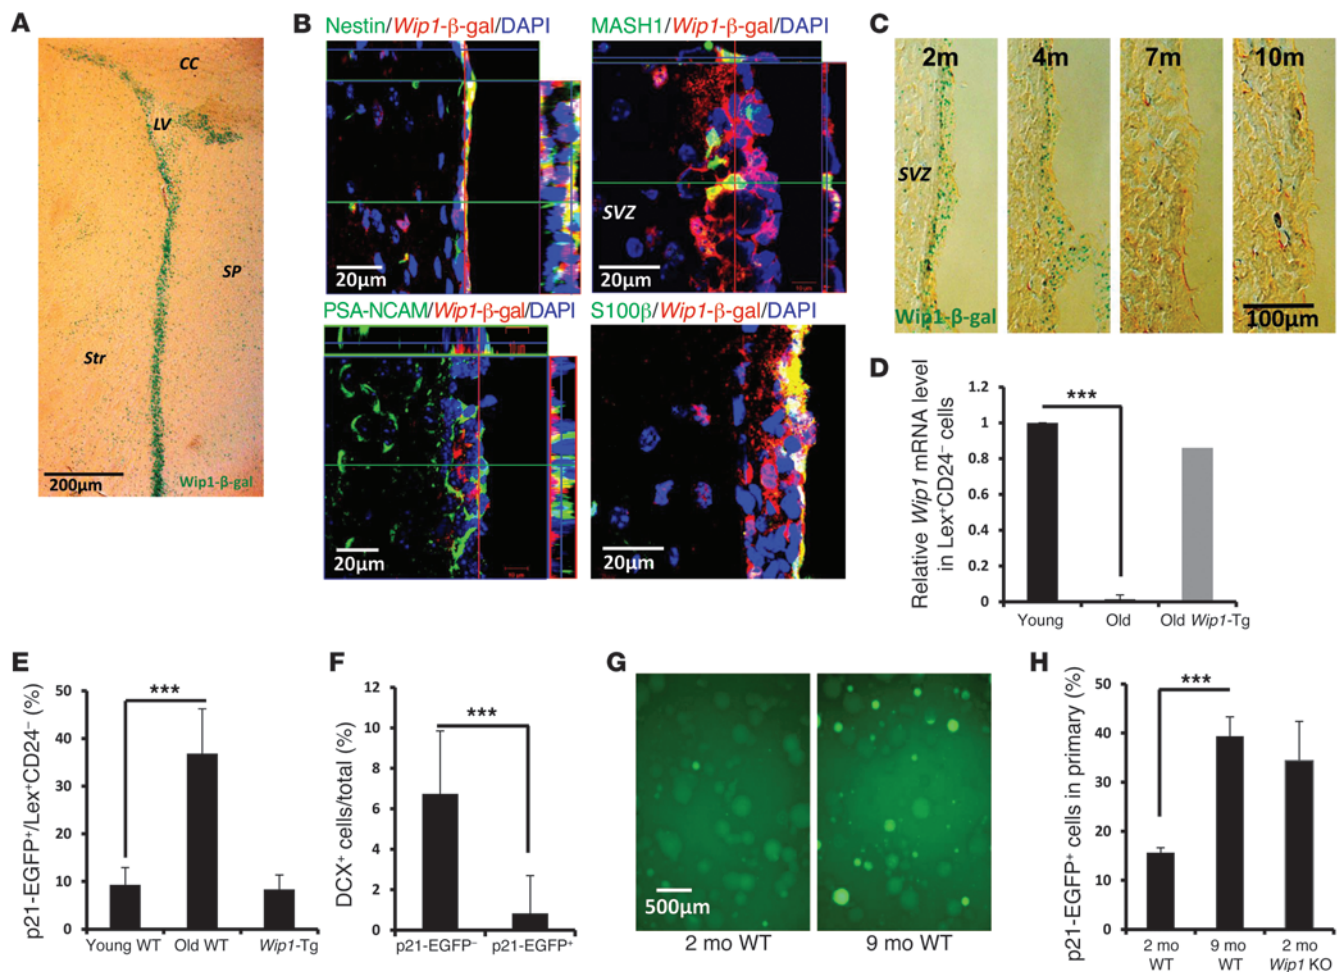 A
CC
LV
SP
Str
200μm
Wip1-β-gal
B
Nestin/Wip1-β-gal/DAPI
MASH1/Wip1-β-gal/DAPI
20μm
SVZ
20μm
PSA-NCAM/Wip1-β-gal/DAPI
S100β/Wip1-β-gal/DAPI
20μm
20μm
C
2m
4m
7m
10m
SVZ
Wip1-β-gal
100μm
D
Relative Wip1 mRNA level
in Lex⁺CD24⁻ cells
1.2
1
0.8
0.6
0.4
0.2
0
***
Young
Old
Old Wip1-Tg
E
p21-EGFP⁺/Lex⁺CD24⁻ (%)
50
40
30
20
10
0
***
Young WT
Old WT
Wip1-Tg
F
DCX⁺ cells/total (%)
12
10
8
6
4
2
0
***
p21-EGFP⁻
p21-EGFP⁺
G
500μm
2 mo WT
9 mo WT
H
p21-EGFP⁺ cells in primary (%)
50
40
30
20
10
0
***
2 mo
WT
9 mo
WT
2 mo
Wip1 KO